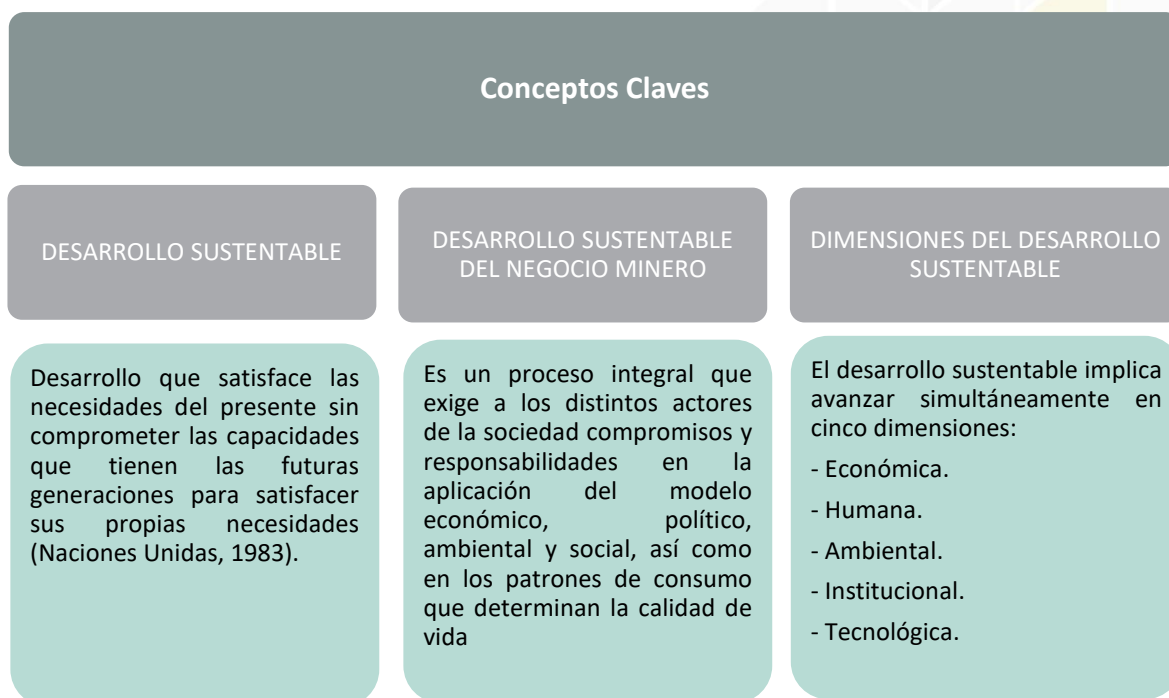 Conceptos Claves
DESARROLLO SUSTENTABLE
Desarrollo que satisface las
necesidades del presente sin
comprometer las capacidades
que tienen las futuras
generaciones para satisfacer
sus propias necesidades
(Naciones Unidas, 1983).
DESARROLLO SUSTENTABLE
DEL NEGOCIO MINERO
Es un proceso integral que
exige a los distintos actores
de la sociedad compromisos y
responsabilidades en la
aplicación del modelo
económico, político,
ambiental y social, así como
en los patrones de consumo
que determinan la calidad de
vida
DIMENSIONES DEL DESARROLLO
SUSTENTABLE
El desarrollo sustentable implica
avanzar simultáneamente en
cinco dimensiones:
- Económica.
- Humana.
- Ambiental.
- Institucional.
- Tecnológica.